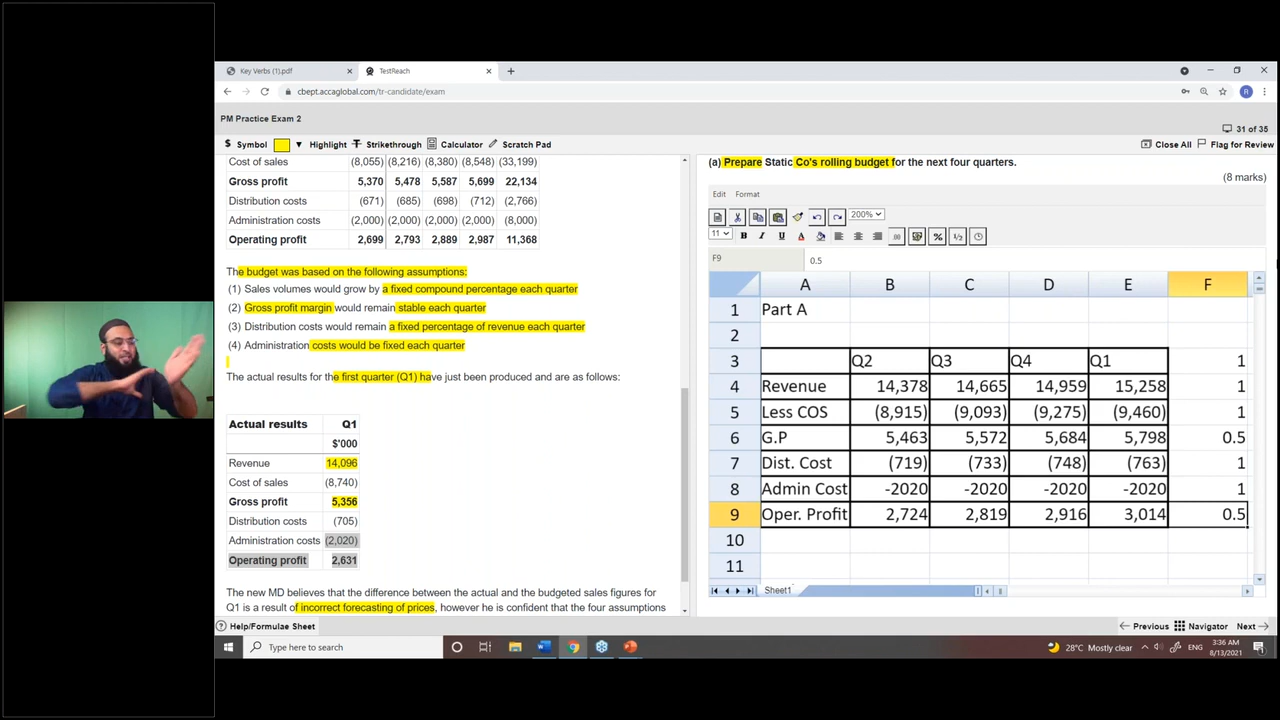 Key Verbs (1).pdf
TestReach
cbept.accaglobal.com/tr-candidate/exam
R
PM Practice Exam 2
31 of 35
$ Symbol Highlight Strikethrough Calculator Scratch Pad
Close All Flag for Review
Cost of sales (8,055) (8,216) (8,380) (8,548) (33,199)
Gross profit 5,370 5,478 5,587 5,699 22,134
Distribution costs (671) (685) (698) (712) (2,766)
Administration costs (2,000) (2,000) (2,000) (2,000) (8,000)
Operating profit 2,699 2,793 2,889 2,987 11,368
The budget was based on the following assumptions:
(1) Sales volumes would grow by a fixed compound percentage each quarter
(2) Gross profit margin would remain stable each quarter
(3) Distribution costs would remain a fixed percentage of revenue each quarter
(4) Administration costs would be fixed each quarter
The actual results for the first quarter (Q1) have just been produced and are as follows:
Actual results Q1
$'000
Revenue 14,096
Cost of sales (8,740)
Gross profit 5,356
Distribution costs (705)
Administration costs (2,020)
Operating profit 2,631
The new MD believes that the difference between the actual and the budgeted sales figures for
Q1 is a result of incorrect forecasting of prices, however he is confident that the four assumptions
(a) Prepare Static Co's rolling budget for the next four quarters.
(8 marks)
Edit Format
200%
11 B I U A .00 % 1/2
F9 0.5
A B C D E F
1 Part A
2
3 Q2 Q3 Q4 Q1 1
4 Revenue 14,378 14,665 14,959 15,258 1
5 Less COS (8,915) (9,093) (9,275) (9,460) 1
6 G.P 5,463 5,572 5,684 5,798 0.5
7 Dist. Cost (719) (733) (748) (763) 1
8 Admin Cost -2020 -2020 -2020 -2020 1
9 Oper. Profit 2,724 2,819 2,916 3,014 0.5
10
11
Sheet1
Help/Formulae Sheet
Previous Navigator Next
Type here to search
28°C Mostly clear
ENG
3:36 AM
8/13/2021